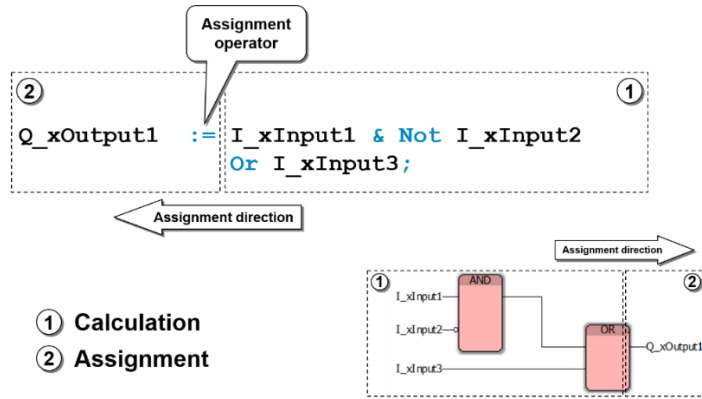 Assignment
operator
2
1
Q_xOutput1 := I_xInput1 & Not I_xInput2
Or I_xInput3;
Assignment direction
Assignment direction
1 Calculation
2 Assignment
1
2
AND
I_xInput1
I_xInput2
OR
Q_xOutput1
I_xInput3